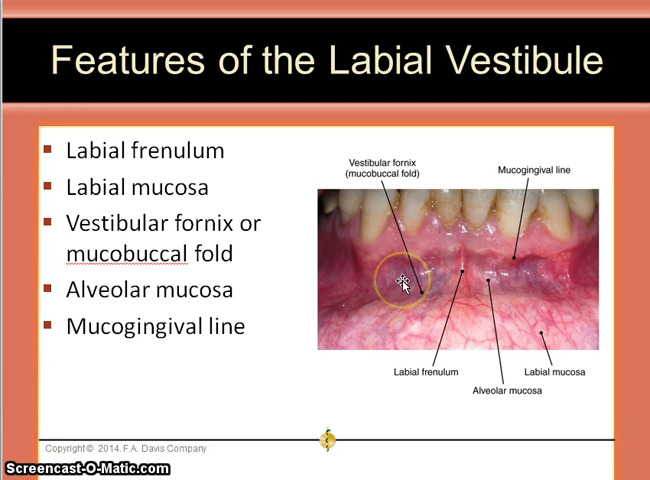 Features of the Labial Vestibule
Labial frenulum
Labial mucosa
Vestibular fornix or
mucobuccal fold
Alveolar mucosa
Mucogingival line
Vestibular fornix
(mucobuccal fold)
Mucogingival line
Labial frenulum
Labial mucosa
Alveolar mucosa
Copyright © 2014. F.A. Davis Company
Screencast-O-Matic.com